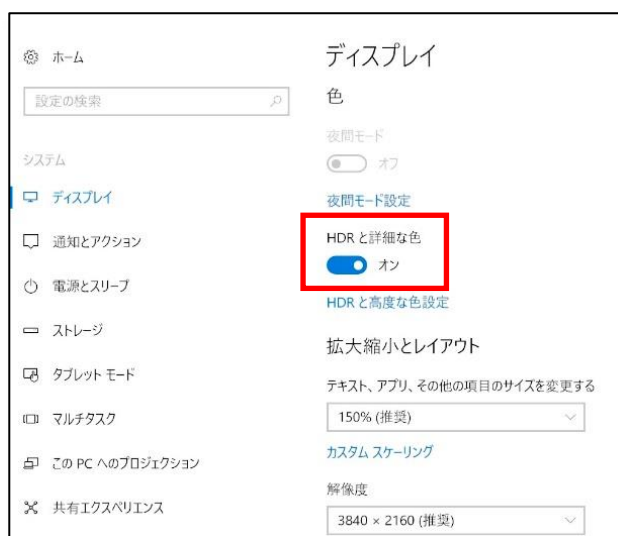 ホーム
設定の検索
システム
ディスプレイ
通知とアクション
電源とスリープ
ストレージ
タブレット モード
マルチタスク
この PC へのプロジェクション
共有エクスペリエンス
ディスプレイ
色
夜間モード
オフ
夜間モード設定
HDR と詳細な色
オン
HDR と高度な色設定
拡大縮小とレイアウト
テキスト、アプリ、その他の項目のサイズを変更する
150% (推奨)
カスタム スケーリング
解像度
3840 × 2160 (推奨)